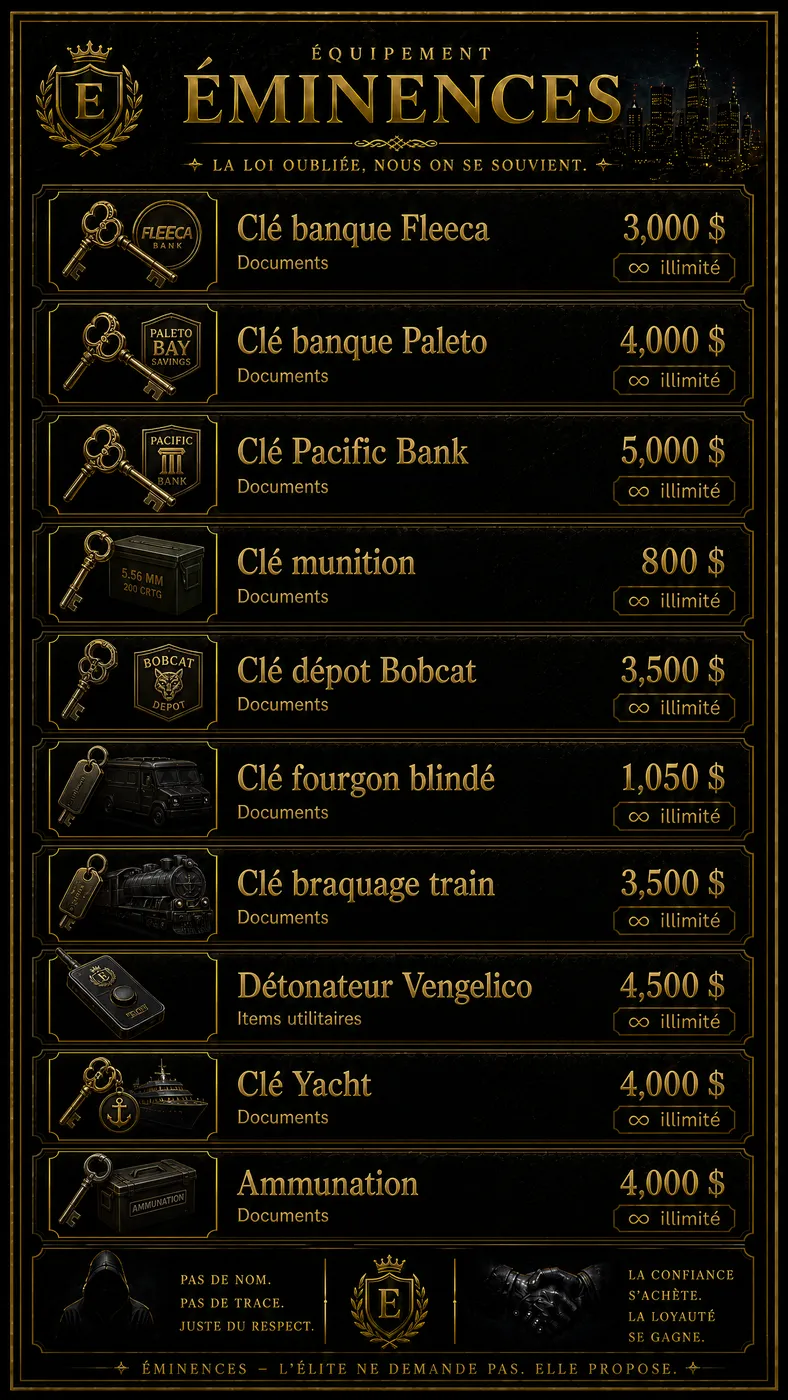 ÉQUIPEMENT
E
ÉMINENCES
LA LOI OUBLIÉE, NOUS ON SE SOUVIENT.
FLEECA
BANK
Clé banque Fleeca
3,000 $
Documents
∞ illimité
PALETO
BAY
SAVINGS
Clé banque Paleto
4,000 $
Documents
∞ illimité
PACIFIC
BANK
Clé Pacific Bank
5,000 $
Documents
∞ illimité
5.56 MM
200 CRTG
Clé munition
800 $
Documents
∞ illimité
BOBCAT
DEPOT
Clé dépot Bobcat
3,500 $
Documents
∞ illimité
Clé fourgon blindé
1,050 $
Documents
∞ illimité
Clé braquage train
3,500 $
Documents
∞ illimité
E
Détonateur Vengelico
4,500 $
Items utilitaires
∞ illimité
Clé Yacht
4,000 $
Documents
∞ illimité
AMMUNATION
Ammunation
4,000 $
Documents
∞ illimité
PAS DE NOM.
PAS DE TRACE.
JUSTE DU RESPECT.
E
LA CONFIANCE
S'ACHÈTE.
LA LOYAUTÉ
SE GAGNE.
ÉMINENCES – L'ÉLITE NE DEMANDE PAS. ELLE PROPOSE.